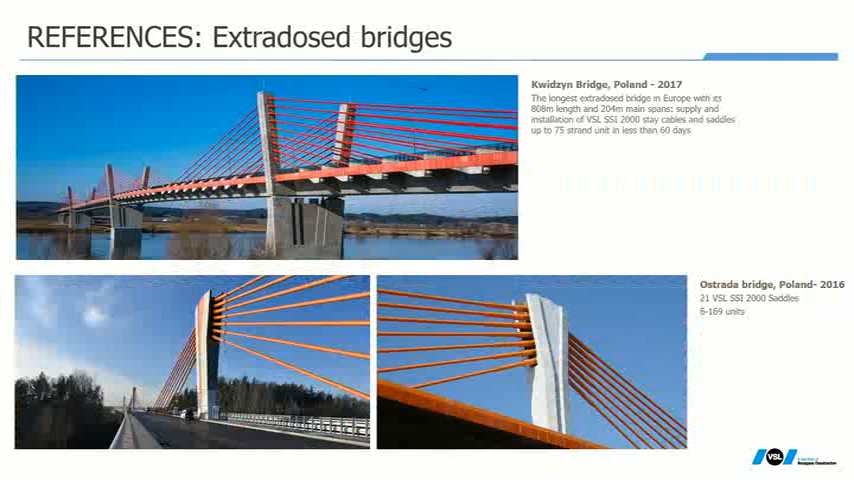 REFERENCES: Extradosed bridges
Kwidzyn Bridge, Poland - 2017
The longest extradosed bridge in Europe with its
808m length and 204m main spans: supply and
installation of VSL SSI 2000 stay cables and saddles
up to 75 strand unit in less than 60 days
Ostrada bridge, Poland- 2016
21 VSL SSI 2000 Saddles
6-169 units
VSL